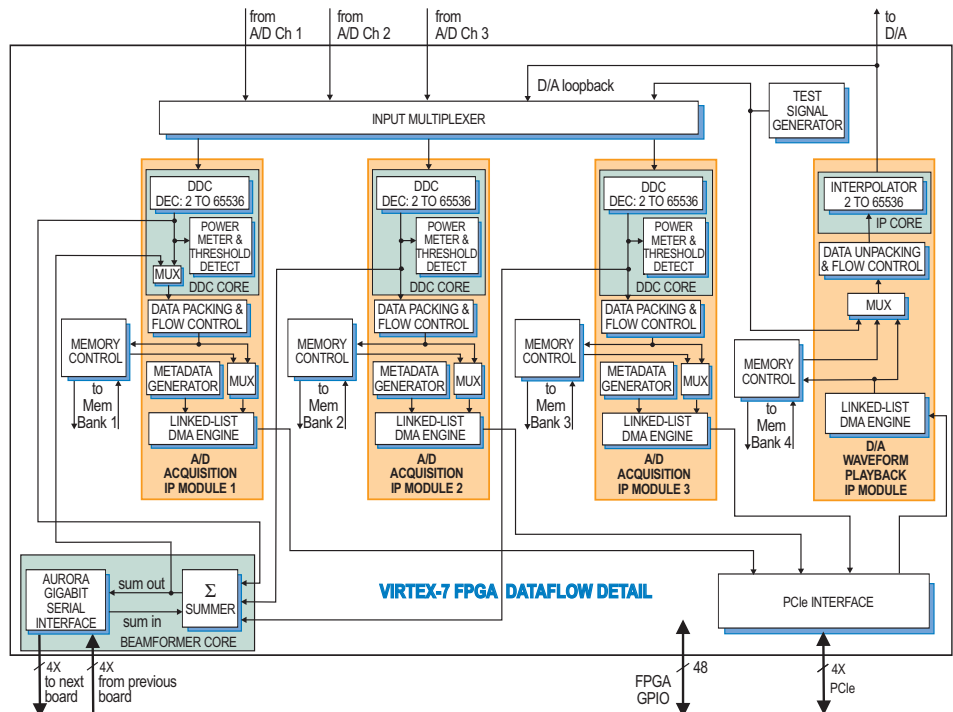 from
A/D Ch 1
from
A/D Ch 2
from
A/D Ch 3
to
D/A
D/A loopback
INPUT MULTIPLEXER
TEST
SIGNAL
GENERATOR
DDC
DEC: 2 TO 65536
POWER
METER &
THRESHOLD
DETECT
MUX
DDC CORE
DATA PACKING &
FLOW CONTROL
MEMORY
CONTROL
METADATA
GENERATOR
MUX
to
Mem
Bank 1
LINKED-LIST
DMA ENGINE
A/D
ACQUISITION
IP MODULE 1
DDC
DEC: 2 TO 65536
POWER
METER &
THRESHOLD
DETECT
DDC CORE
DATA PACKING &
FLOW CONTROL
MEMORY
CONTROL
METADATA
GENERATOR
MUX
to
Mem
Bank 2
LINKED-LIST
DMA ENGINE
A/D
ACQUISITION
IP MODULE 2
DDC
DEC: 2 TO 65536
POWER
METER &
THRESHOLD
DETECT
DDC CORE
DATA PACKING
& FLOW CONTROL
MEMORY
CONTROL
METADATA
GENERATOR
MUX
to
Mem
Bank 3
LINKED-LIST
DMA ENGINE
A/D
ACQUISITION
IP MODULE 3
INTERPOLATOR
2 TO 65536
IP CORE
DATA UNPACKING
& FLOW CONTROL
MUX
MEMORY
CONTROL
to
Mem
Bank 4
LINKED-LIST
DMA ENGINE
D/A
WAVEFORM
PLAYBACK
IP MODULE
AURORA
GIGABIT
SERIAL
INTERFACE
sum out
sum in
Σ
SUMMER
BEAMFORMER CORE
VIRTEX-7 FPGA DATAFLOW DETAIL
PCIe INTERFACE
4X
to next
board
4X
from previous
board
48
FPGA
GPIO
4X
PCIe